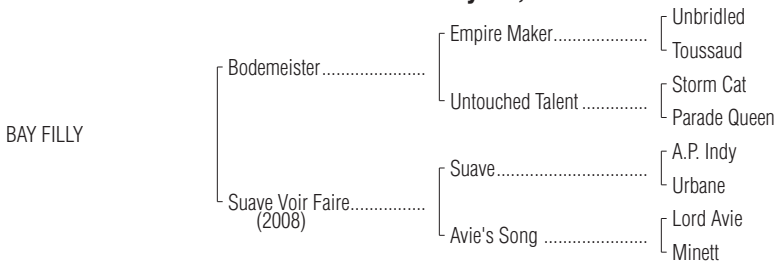 Unbridled
Empire Maker.....................
Toussaud
Bodemeister.......................
Storm Cat
Untouched Talent ...............
Parade Queen
BAY FILLY
A.P. Indy
Suave..................................
Urbane
Suave Voir Faire.................
(2008)
Lord Avie
Avie's Song .......................
Minett